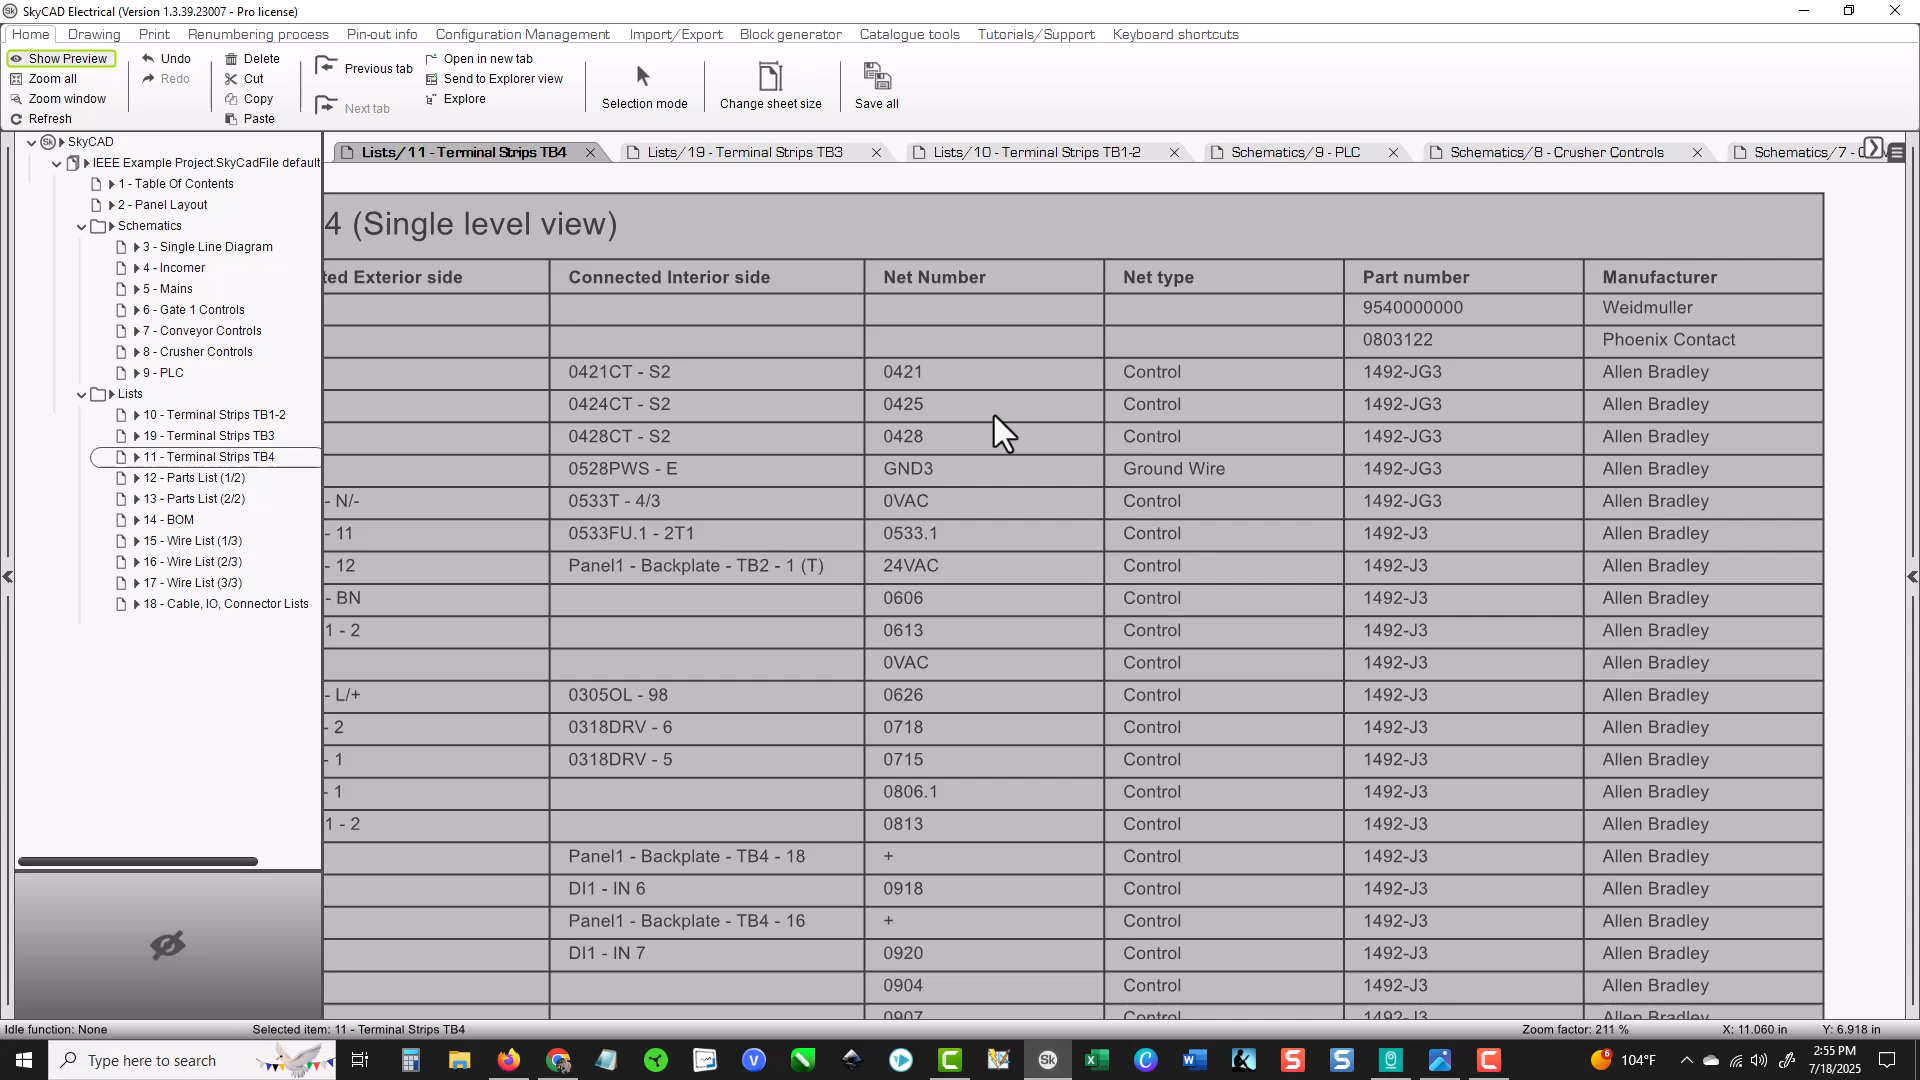 SkyCAD Electrical (Version 1.3.39.23007 - Pro license)
Home Drawing Print Renumbering process Pin-out info Configuration Management Import/Export Block generator Catalogue tools Tutorials/Support Keyboard shortcuts
Show Preview Undo Delete Open in new tab
Zoom all Redo Cut Previous tab Send to Explorer view
Zoom window Copy Next tab Explore Selection mode Change sheet size Save all
Refresh Paste
SkyCAD
IEEE Example Project.SkyCadFile default
1 - Table Of Contents
2 - Panel Layout
Schematics
3 - Single Line Diagram
4 - Incomer
5 - Mains
6 - Gate 1 Controls
7 - Conveyor Controls
8 - Crusher Controls
9 - PLC
Lists
10 - Terminal Strips TB1-2
19 - Terminal Strips TB3
11 - Terminal Strips TB4
12 - Parts List (1/2)
13 - Parts List (2/2)
14 - BOM
15 - Wire List (1/3)
16 - Wire List (2/3)
17 - Wire List (3/3)
18 - Cable, IO, Connector Lists
Lists/11 - Terminal Strips TB4 Lists/19 - Terminal Strips TB3 Lists/10 - Terminal Strips TB1-2 Schematics/9 - PLC Schematics/8 - Crusher Controls Schematics/7 -
4 (Single level view)
ted Exterior side Connected Interior side Net Number Net type Part number Manufacturer
9540000000 Weidmuller
0803122 Phoenix Contact
0421CT - S2 0421 Control 1492-JG3 Allen Bradley
0424CT - S2 0425 Control 1492-JG3 Allen Bradley
0428CT - S2 0428 Control 1492-JG3 Allen Bradley
0528PWS - E GND3 Ground Wire 1492-JG3 Allen Bradley
- N/- 0533T - 4/3 0VAC Control 1492-JG3 Allen Bradley
- 11 0533FU.1 - 2T1 0533.1 Control 1492-J3 Allen Bradley
- 12 Panel1 - Backplate - TB2 - 1 (T) 24VAC Control 1492-J3 Allen Bradley
- BN 0606 Control 1492-J3 Allen Bradley
1 - 2 0613 Control 1492-J3 Allen Bradley
0VAC Control 1492-J3 Allen Bradley
- L/+ 0305OL - 98 0626 Control 1492-J3 Allen Bradley
- 2 0318DRV - 6 0718 Control 1492-J3 Allen Bradley
- 1 0318DRV - 5 0715 Control 1492-J3 Allen Bradley
- 1 0806.1 Control 1492-J3 Allen Bradley
1 - 2 0813 Control 1492-J3 Allen Bradley
Panel1 - Backplate - TB4 - 18 + Control 1492-J3 Allen Bradley
DI1 - IN 6 0918 Control 1492-J3 Allen Bradley
Panel1 - Backplate - TB4 - 16 + Control 1492-J3 Allen Bradley
DI1 - IN 7 0920 Control 1492-J3 Allen Bradley
0904 Control 1492-J3 Allen Bradley
0907 Control 1492-J3 Allen Bradley
Idle function: None Selected item: 11 - Terminal Strips TB4 Zoom factor: 211 % X: 11.060 in Y: 6.918 in
Type here to search 104°F 2:55 PM
7/18/2025